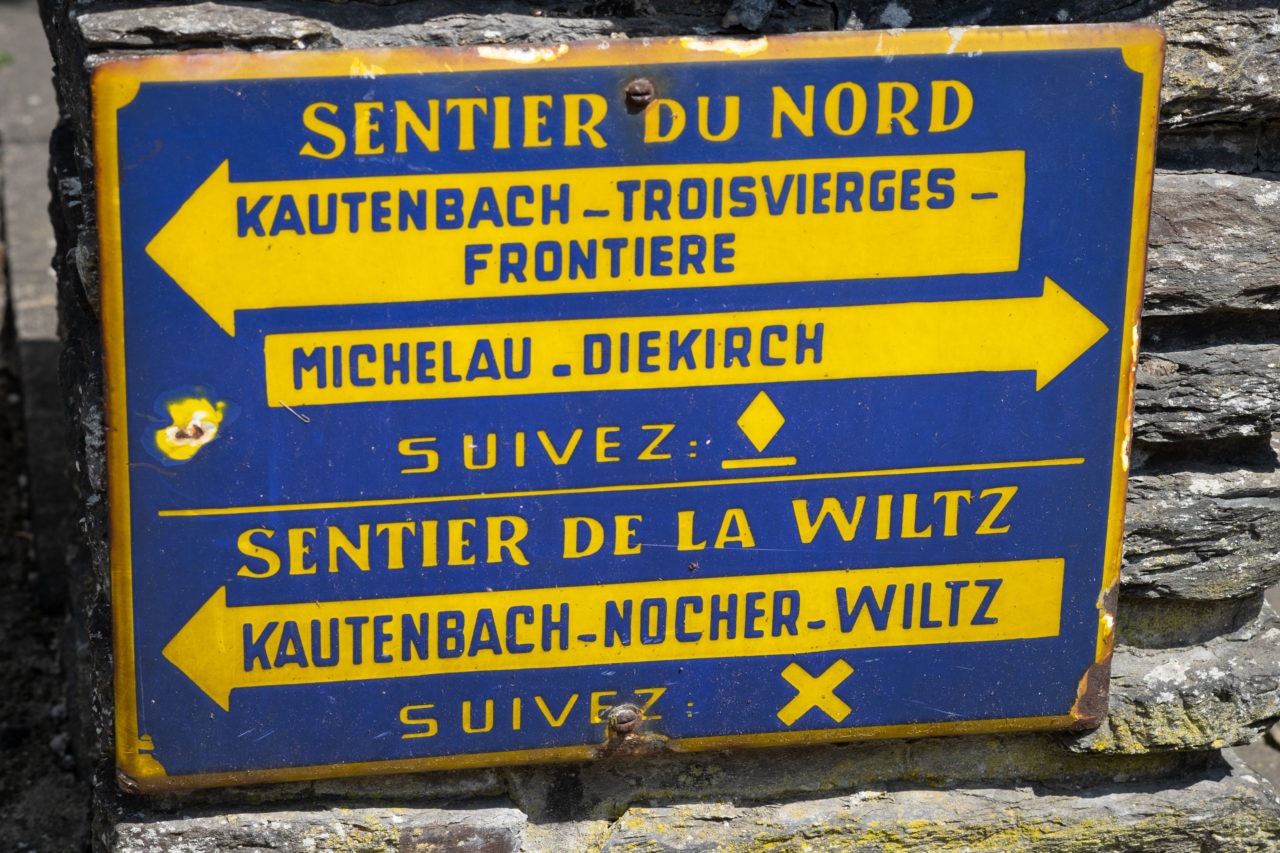 SENTIER DU NORD
KAUTENBACH – TROISVIERGES –
FRONTIERE
MICHELAU - DIEKIRCH
SUIVEZ:
SENTIER DE LA WILTZ
KAUTENBACH-NOCHER-WILTZ
SUIVEZ: